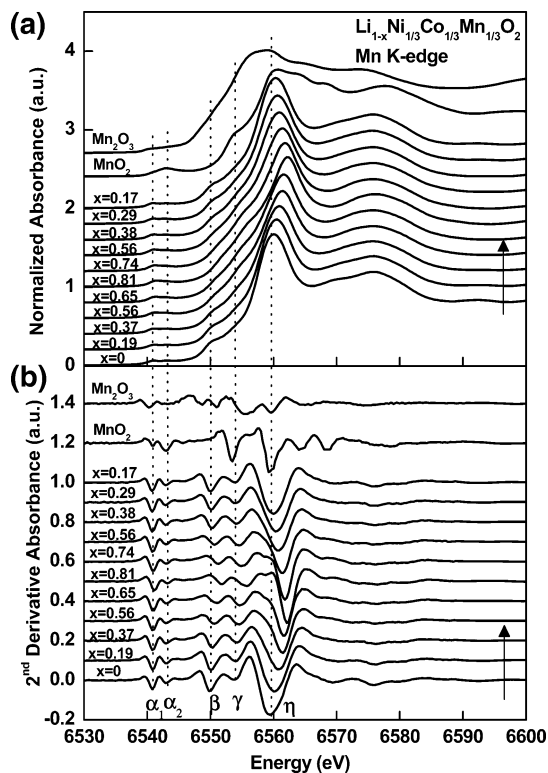 (a)
Li1-xNi1/3Co1/3Mn1/3O2
Mn K-edge
Normalized Absorbance (a.u.)
4
3
2
1
0
Mn2O3
MnO2
x=0.17
x=0.29
x=0.38
x=0.56
x=0.74
x=0.81
x=0.65
x=0.56
x=0.37
x=0.19
x=0
(b)
2nd Derivative Absorbance (a.u.)
1.4
1.2
1.0
0.8
0.6
0.4
0.2
0.0
-0.2
Mn2O3
MnO2
x=0.17
x=0.29
x=0.38
x=0.56
x=0.74
x=0.81
x=0.65
x=0.56
x=0.37
x=0.19
x=0
α1 α2 β γ η
6530 6540 6550 6560 6570 6580 6590 6600
Energy (eV)